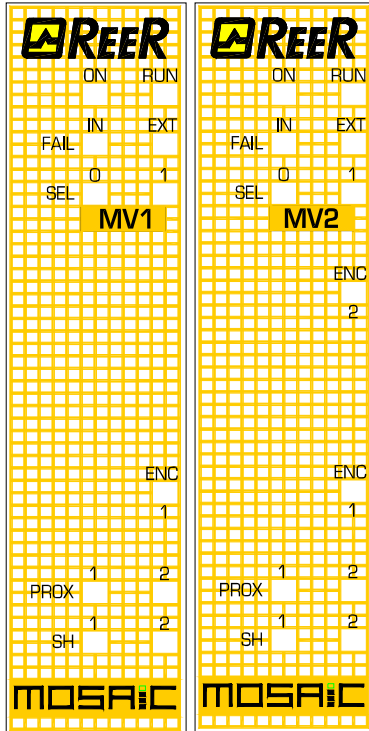 REER
ON RUN
IN EXT
FAIL
0 1
SEL
MV1
ENC
1
1 2
PROX
1 2
SH
MOSAIC
REER
ON RUN
IN EXT
FAIL
0 1
SEL
MV2
ENC
2
ENC
1
1 2
PROX
1 2
SH
MOSAIC